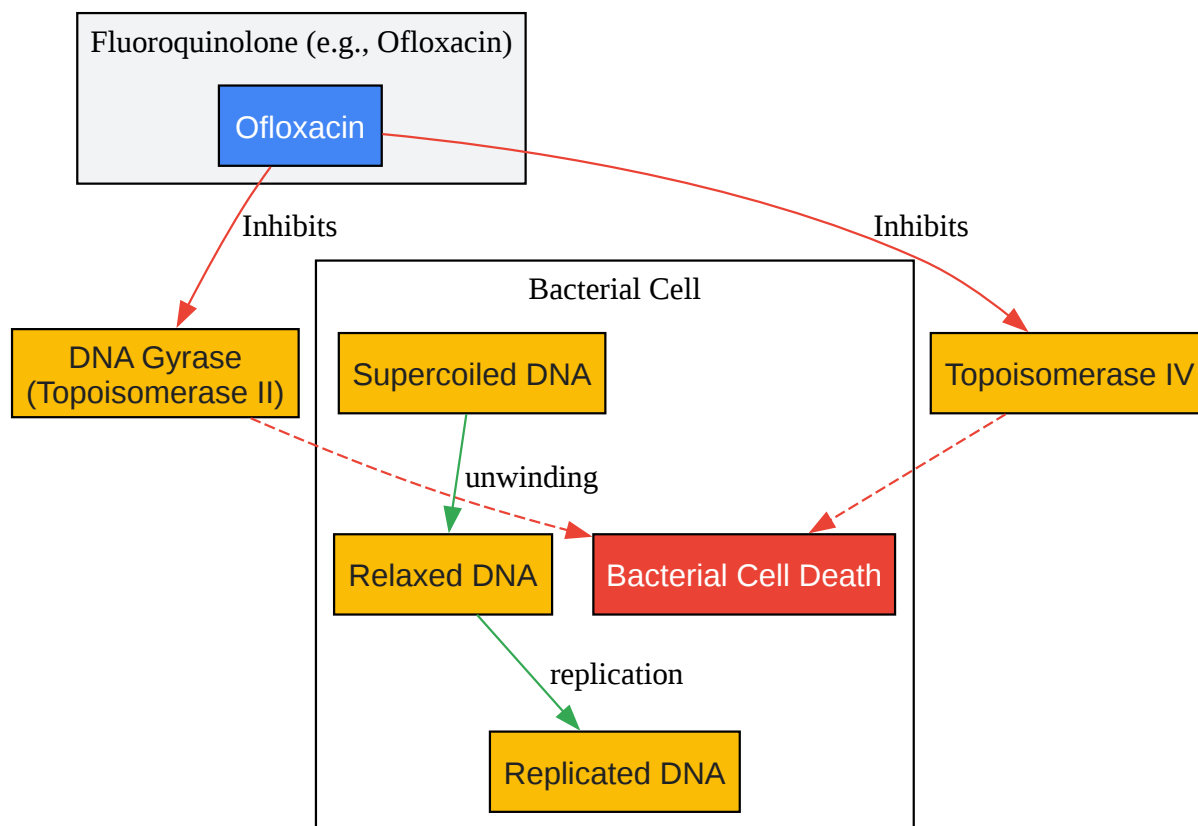 Fluoroquinolone (e.g., Ofloxacin)
Ofloxacin
Inhibits
Inhibits
Bacterial Cell
DNA Gyrase
(Topoisomerase II)
Supercoiled DNA
Topoisomerase IV
unwinding
Relaxed DNA
Bacterial Cell Death
replication
Replicated DNA